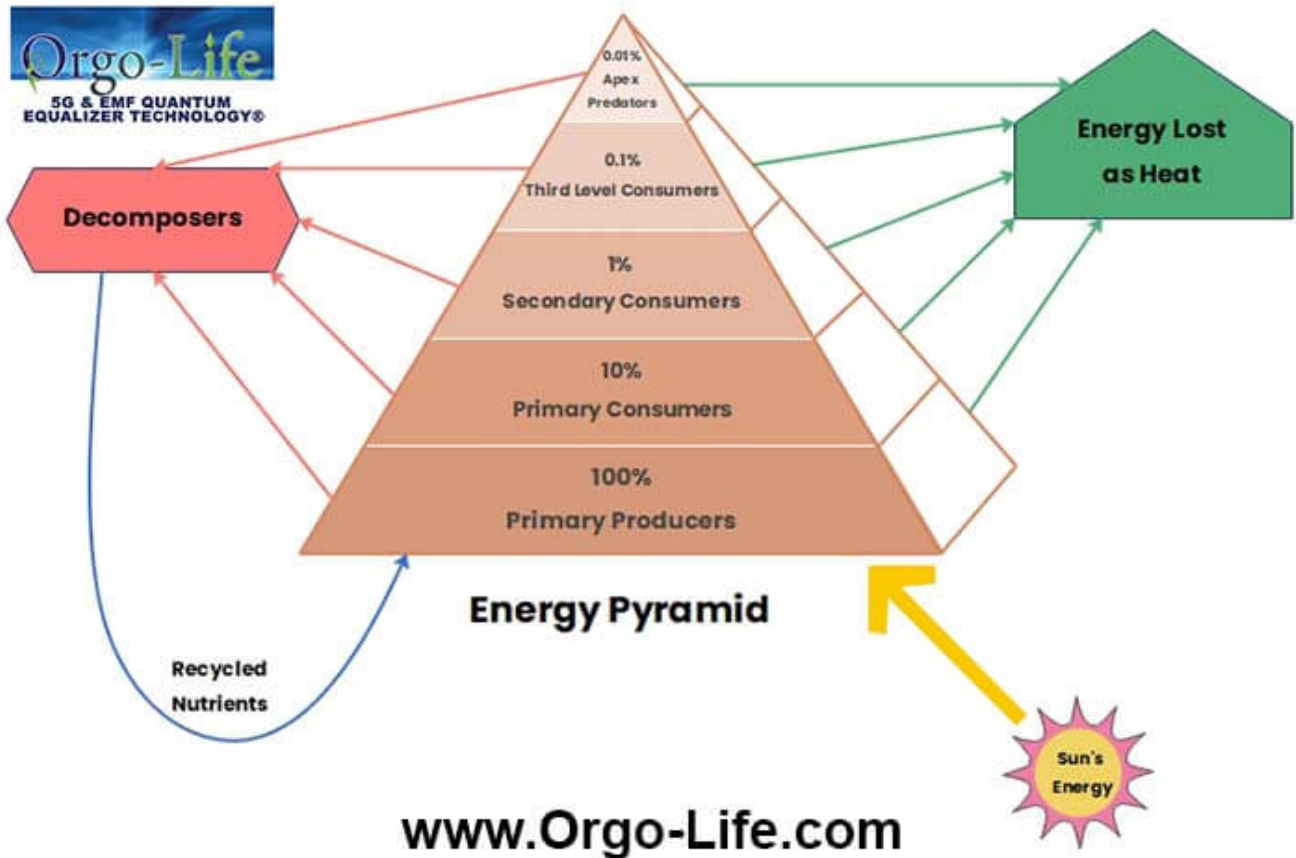 Orgo-Life
5G & EMF QUANTUM
EQUALIZER TECHNOLOGY®
0.01%
Apex
Predators
0.1%
Third Level Consumers
1%
Secondary Consumers
10%
Primary Consumers
100%
Primary Producers
Decomposers
Energy Lost
as Heat
Energy Pyramid
Recycled
Nutrients
Sun's
Energy
www.Orgo-Life.com